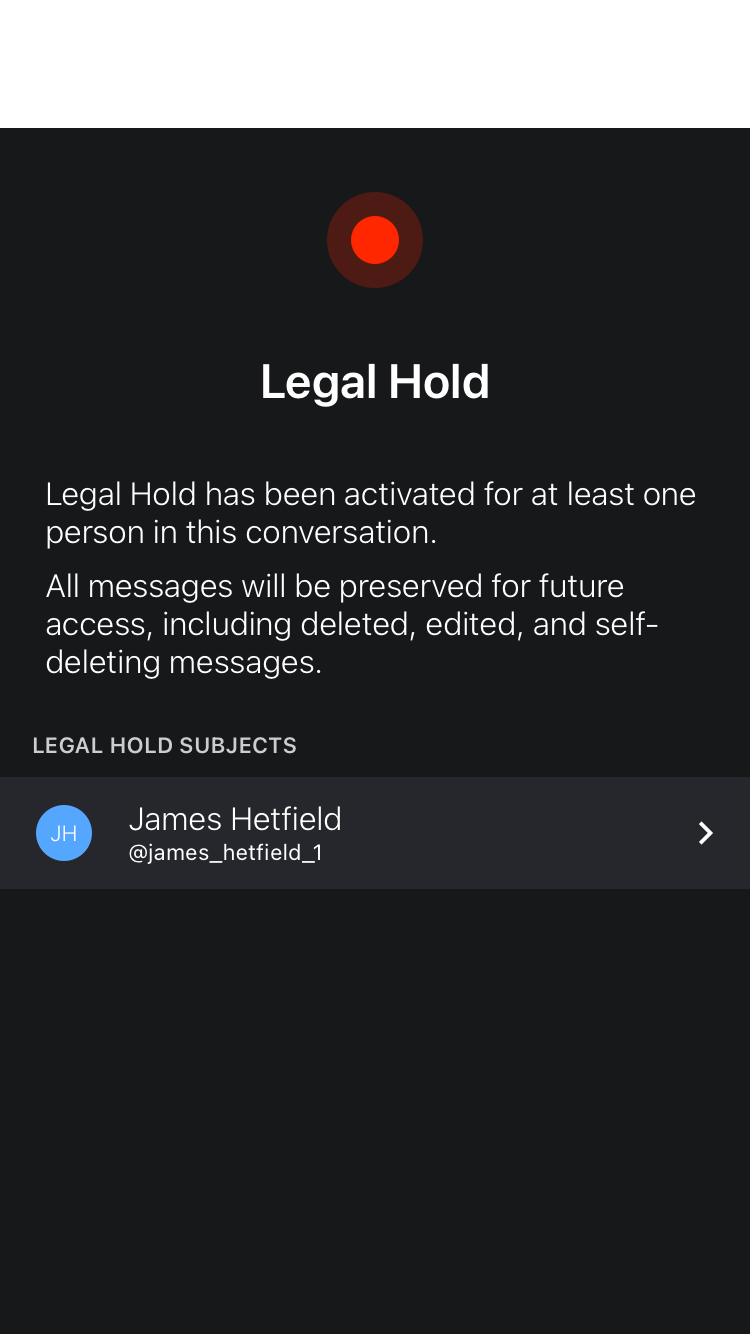 Legal Hold
Legal Hold has been activated for at least one
person in this conversation.
All messages will be preserved for future
access, including deleted, edited, and self-
deleting messages.
LEGAL HOLD SUBJECTS
JH
James Hetfield
@james_hetfield_1